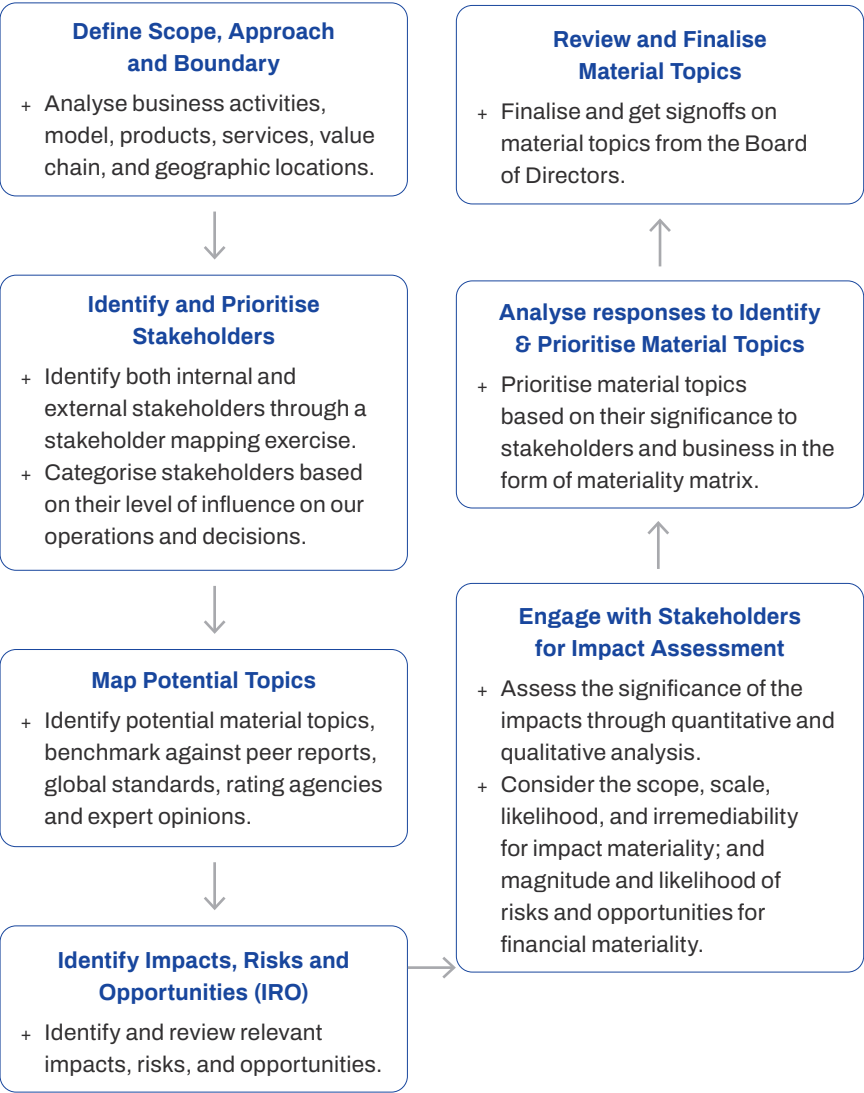 Define Scope, Approach
and Boundary
+ Analyse business activities,
model, products, services, value
chain, and geographic locations.
Identify and Prioritise
Stakeholders
+ Identify both internal and
external stakeholders through a
stakeholder mapping exercise.
+ Categorise stakeholders based
on their level of influence on our
operations and decisions.
Map Potential Topics
+ Identify potential material topics,
benchmark against peer reports,
global standards, rating agencies
and expert opinions.
Identify Impacts, Risks and
Opportunities (IRO)
+ Identify and review relevant
impacts, risks, and opportunities.
Engage with Stakeholders
for Impact Assessment
+ Assess the significance of the
impacts through quantitative and
qualitative analysis.
+ Consider the scope, scale,
likelihood, and irremediability
for impact materiality; and
magnitude and likelihood of
risks and opportunities for
financial materiality.
Analyse responses to Identify
& Prioritise Material Topics
+ Prioritise material topics
based on their significance to
stakeholders and business in the
form of materiality matrix.
Review and Finalise
Material Topics
+ Finalise and get signoffs on
material topics from the Board
of Directors.